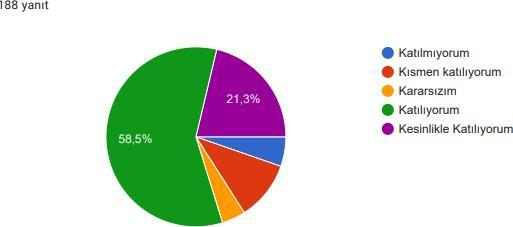 188 yanıt
Katılmıyorum
Kısmen katılıyorum
Kararsızım
Katılıyorum
Kesinlikle Katılıyorum
21,3%
58,5%